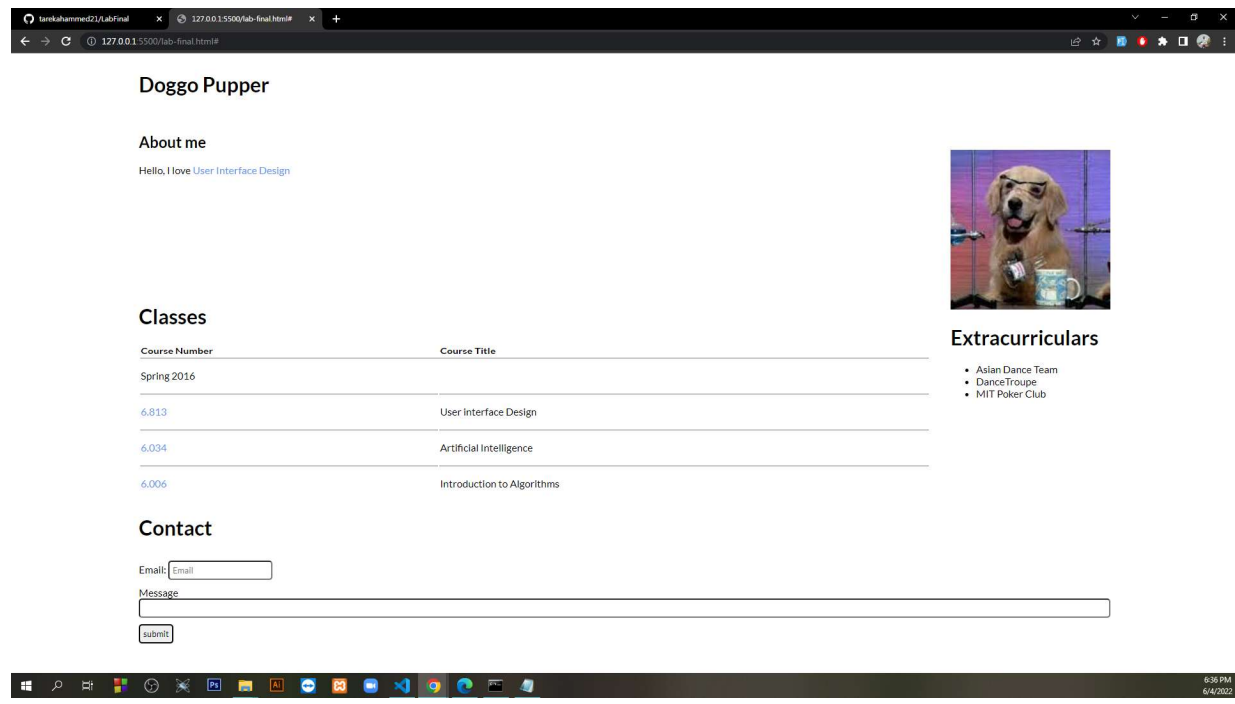 tarekahammed21/LabFinal
127.0.0.1:5500/lab-final.html#
127.0.0.1:5500/lab-final.html#
Doggo Pupper
About me
Hello, I love User Interface Design
Classes
Course Number Course Title
Spring 2016
6.813 User interface Design
6.034 Artificial Intelligence
6.006 Introduction to Algorithms
Extracurriculars
Asian Dance Team
DanceTroupe
MIT Poker Club
Contact
Email: Email
Message
submit
Ps
Ai
6:36 PM
6/4/2022